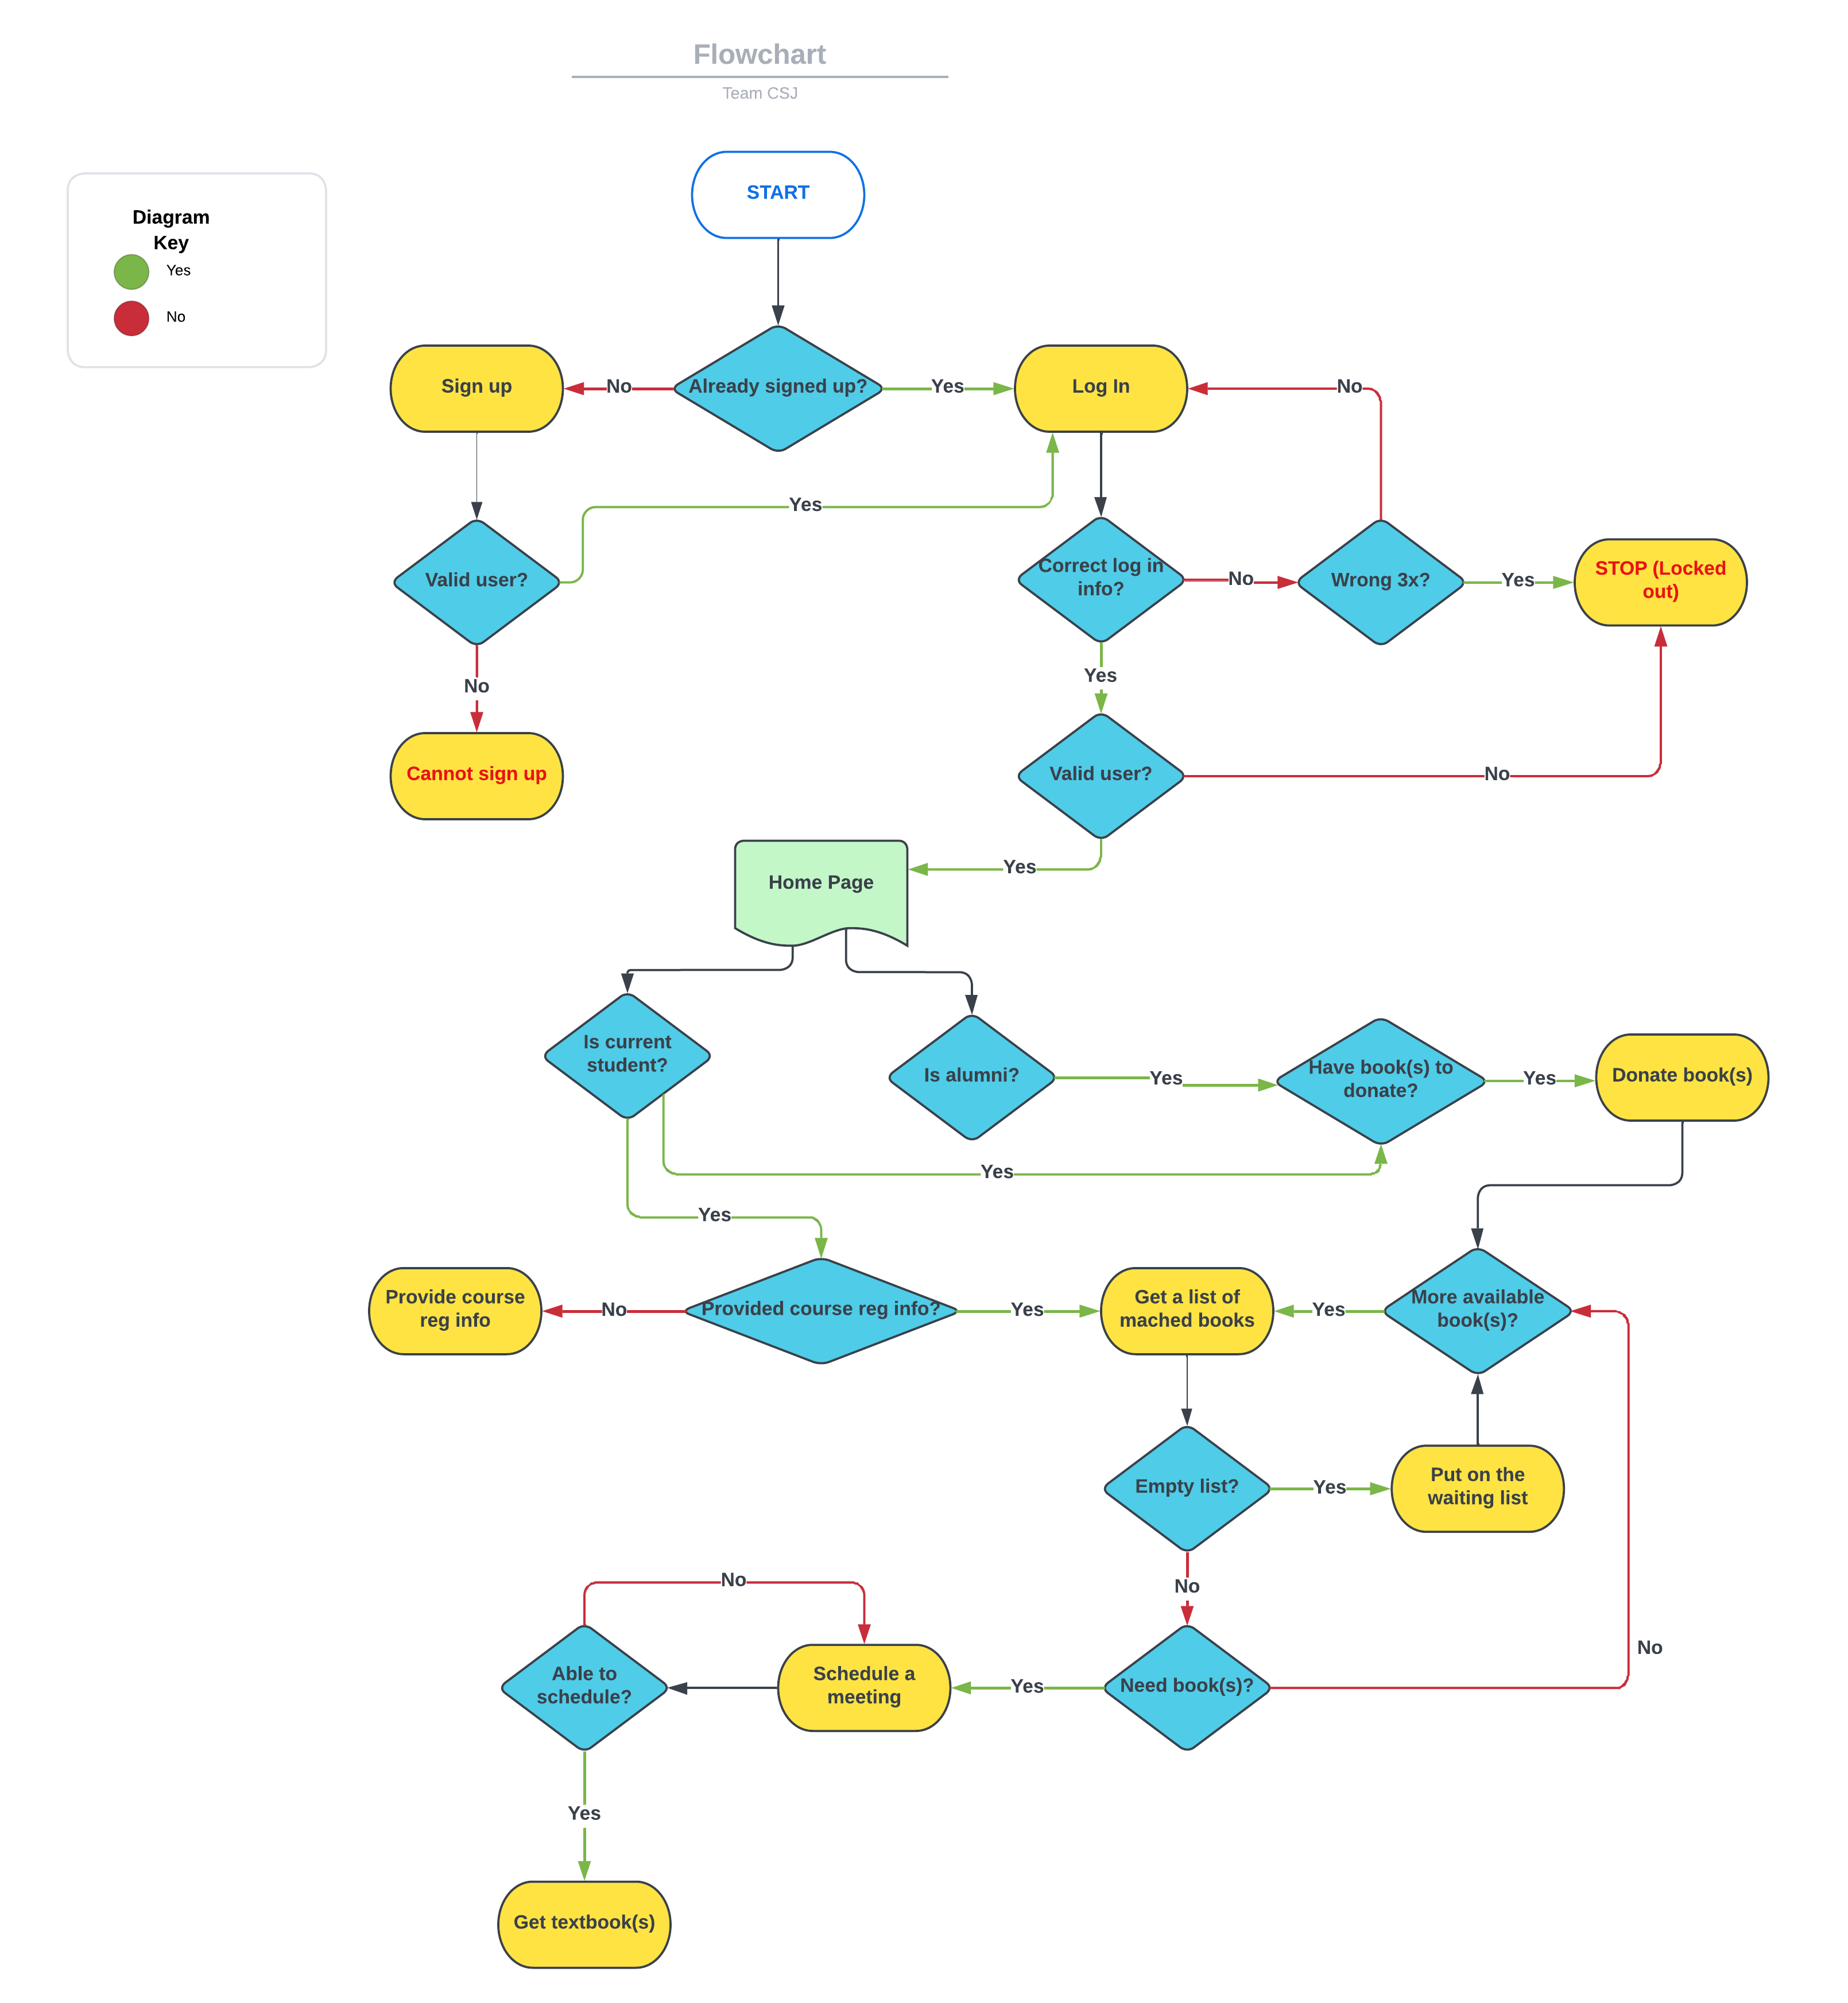 Flowchart
Team CSJ
START
Diagram
Key
Yes
No
Sign up
No
Already signed up?
Yes
Log In
No
Yes
Valid user?
Correct log in
info?
No
Wrong 3x?
Yes
STOP (Locked
out)
No
Yes
Cannot sign up
Valid user?
No
Home Page
Yes
Is current
student?
Is alumni?
Yes
Have book(s) to
donate?
Yes
Donate book(s)
Yes
Yes
Provide course
reg info
No
Provided course reg info?
Yes
Get a list of
mached books
Yes
More available
book(s)?
Empty list?
Yes
Put on the
waiting list
No
No
Able to
schedule?
Schedule a
meeting
Yes
Need book(s)?
No
Yes
Get textbook(s)